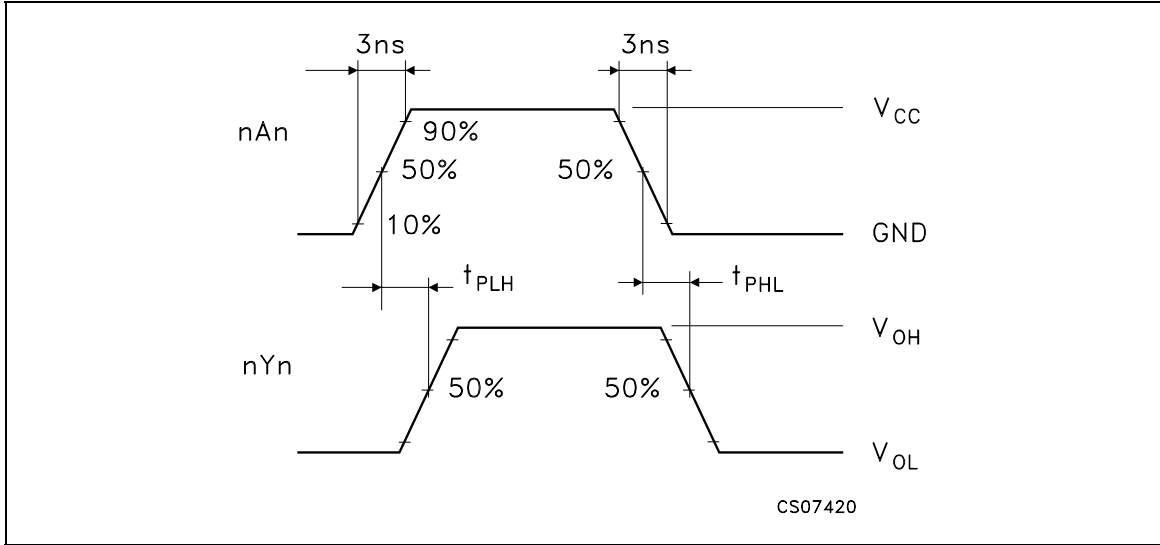 3ns 3ns
V_CC
nAn
90%
50% 50%
10%
GND
t_PLH t_PHL
V_OH
nYn
50% 50%
V_OL
CS07420